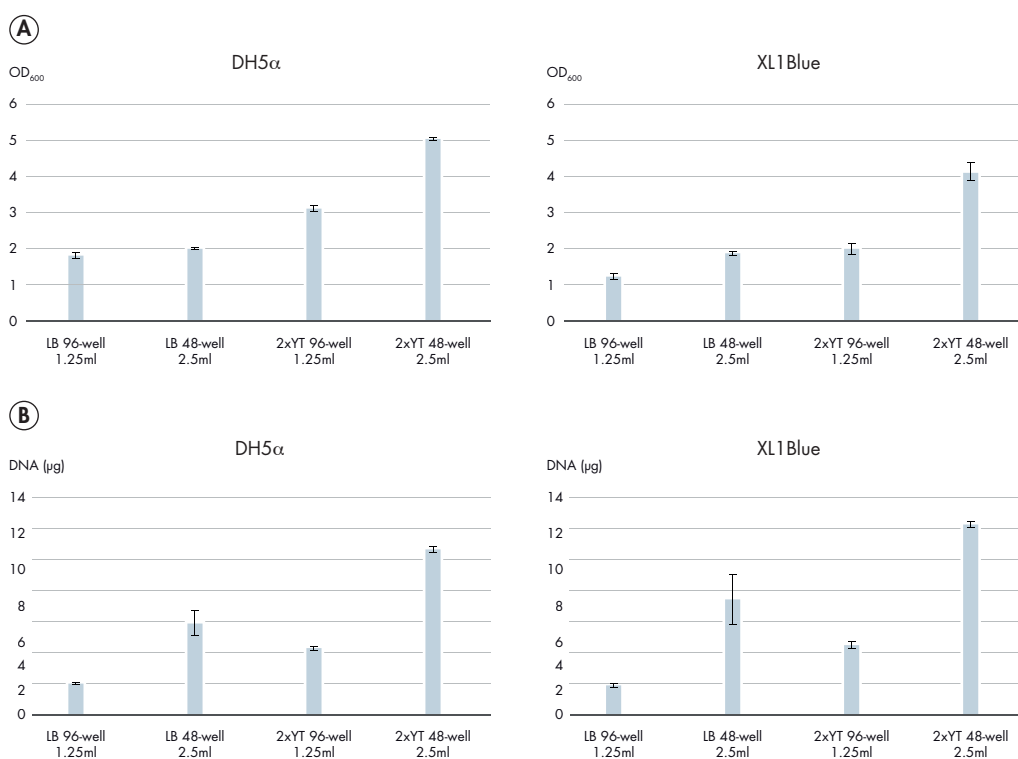 A
DH5α
XL1Blue
OD600
OD600
6
5
4
3
2
1
0
6
5
4
3
2
1
0
LB 96-well
1.25ml
LB 48-well
2.5ml
2xYT 96-well
1.25ml
2xYT 48-well
2.5ml
LB 96-well
1.25ml
LB 48-well
2.5ml
2xYT 96-well
1.25ml
2xYT 48-well
2.5ml
B
DH5α
XL1Blue
DNA (µg)
DNA (µg)
14
12
10
8
6
4
2
0
14
12
10
8
6
4
2
0
LB 96-well
1.25ml
LB 48-well
2.5ml
2xYT 96-well
1.25ml
2xYT 48-well
2.5ml
LB 96-well
1.25ml
LB 48-well
2.5ml
2xYT 96-well
1.25ml
2xYT 48-well
2.5ml